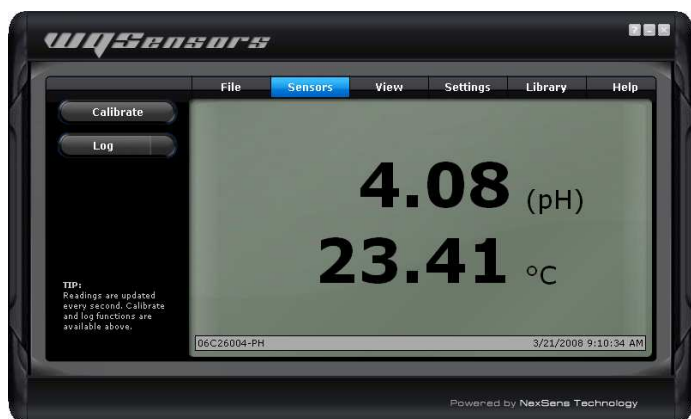 WQSensors
? - X
File Sensors View Settings Library Help
Calibrate
Log
4.08 (pH)
23.41 °C
TIP:
Readings are updated
every second. Calibrate
and log functions are
available above.
06C26004-PH 3/21/2008 9:10:34 AM
Powered by NexSens Technology